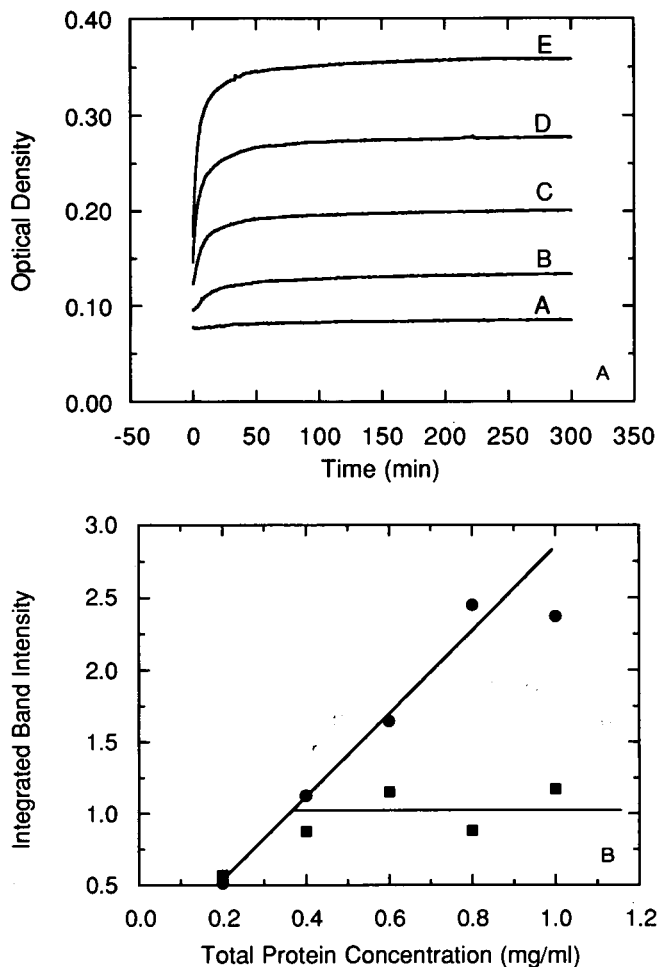 0.40
0.30
0.20
0.10
0.00
Optical Density
E
D
C
B
A
A
-50 0 50 100 150 200 250 300 350
Time (min)
3.0
2.5
2.0
1.5
1.0
0.5
Integrated Band Intensity
B
0.0 0.2 0.4 0.6 0.8 1.0 1.2
Total Protein Concentration (mg/ml)